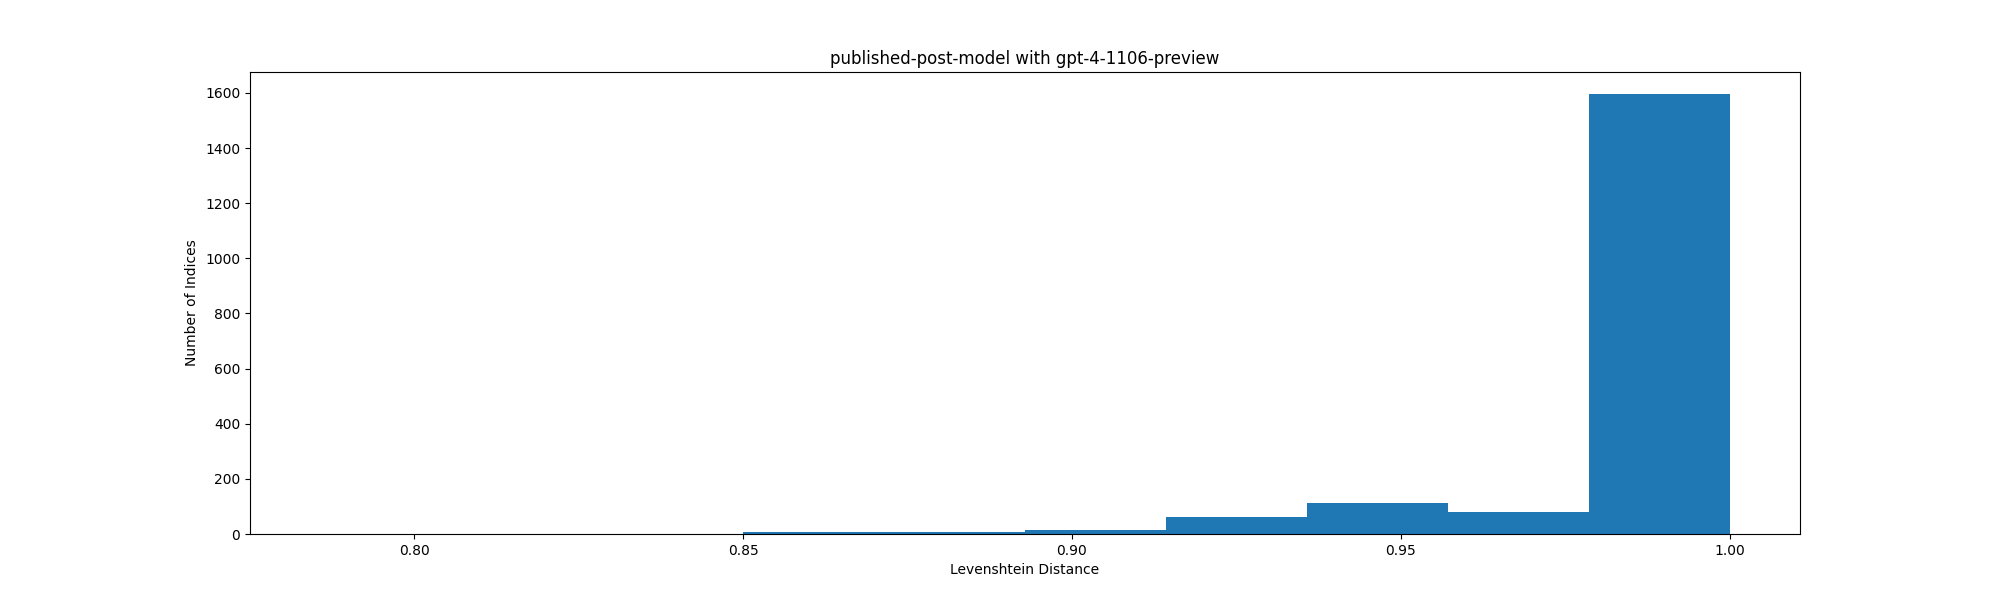 published-post-model with gpt-4-1106-preview
1600
1400
1200
1000
800
600
400
200
0
Number of Indices
0.80 0.85 0.90 0.95 1.00
Levenshtein Distance